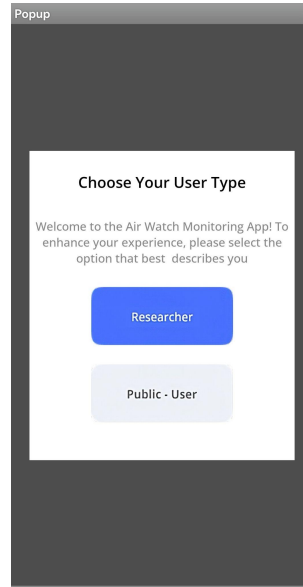 Popup
Choose Your User Type
Welcome to the Air Watch Monitoring App! To
enhance your experience, please select the
option that best describes you
Researcher
Public - User